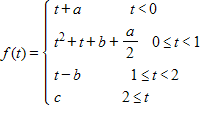 f(t) = { t+a t<0
t²+t+b+a/2 0≤t<1
t−b 1≤t<2
c 2≤t